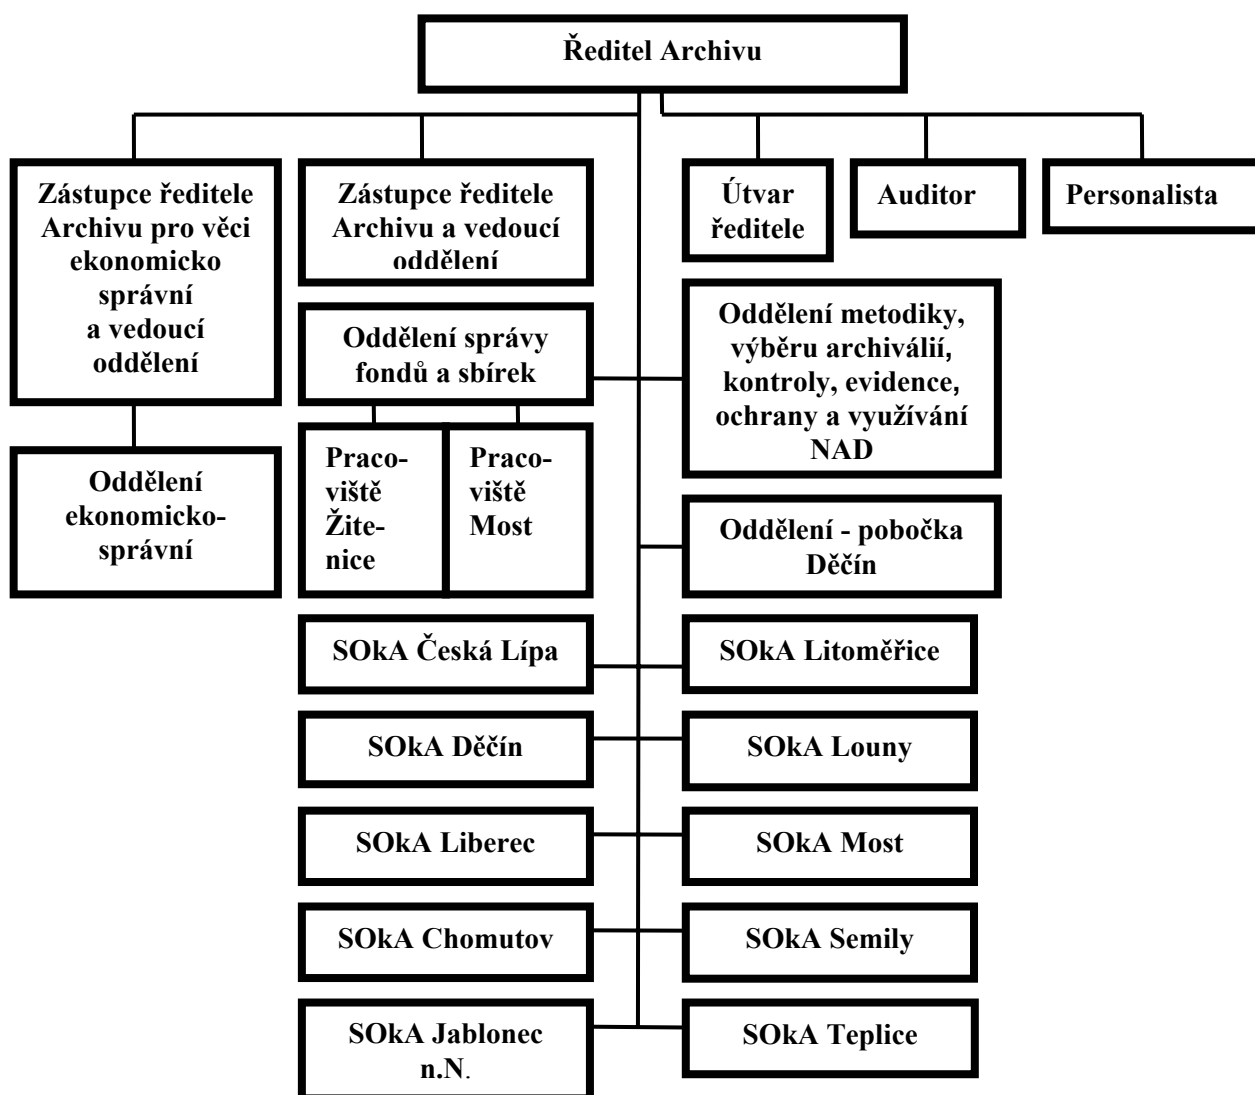 Ředitel Archivu
Zástupce ředitele
Archivu pro věci
ekonomicko
správní
a vedoucí
oddělení
Zástupce ředitele
Archivu a vedoucí
oddělení
Útvar
ředitele
Auditor
Personalista
Oddělení správy
fondů a sbírek
Oddělení metodiky,
výběru archiválií,
kontroly, evidence,
ochrany a využívání
NAD
Oddělení
ekonomicko-
správní
Praco-
viště
Žite-
nice
Praco-
viště
Most
Oddělení - pobočka
Děčín
SOkA Česká Lípa
SOkA Litoměřice
SOkA Děčín
SOkA Louny
SOkA Liberec
SOkA Most
SOkA Chomutov
SOkA Semily
SOkA Jablonec
n.N.
SOkA Teplice